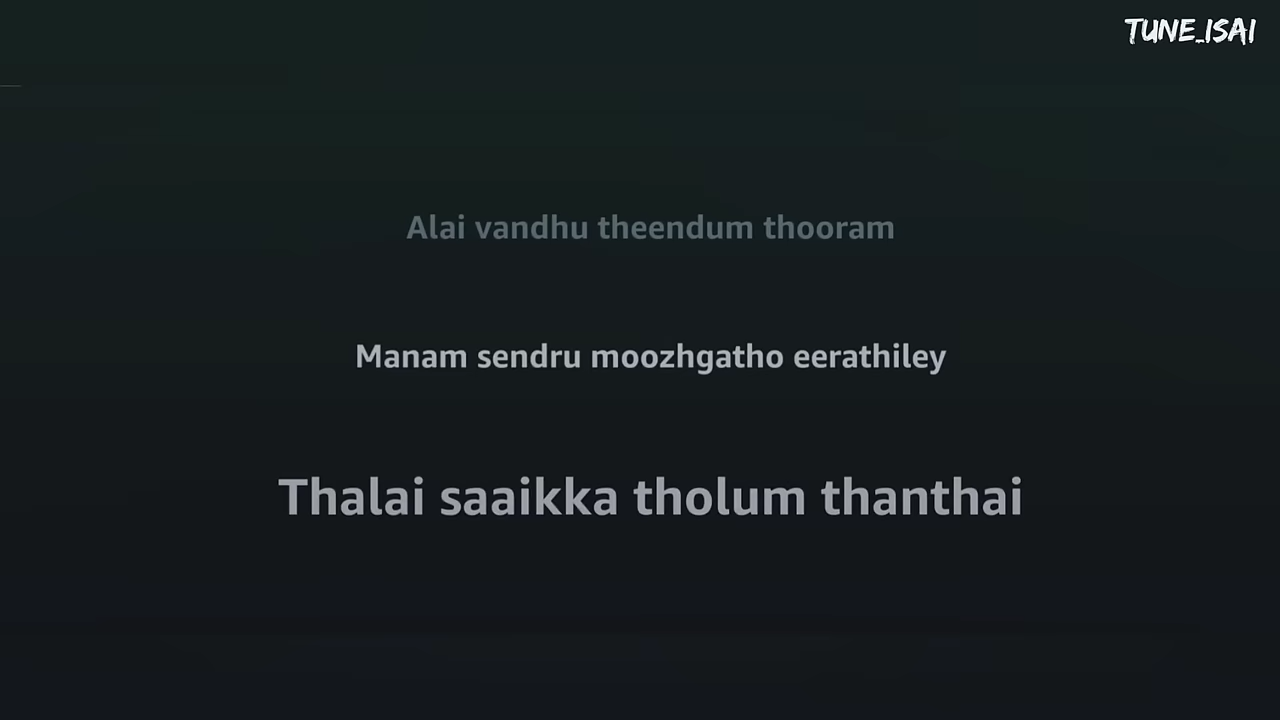 TUNE_ISAI
Alai vandhu theendum thooram
Manam sendru moozhgatho eerathiley
Thalai saaikka tholum thanthai